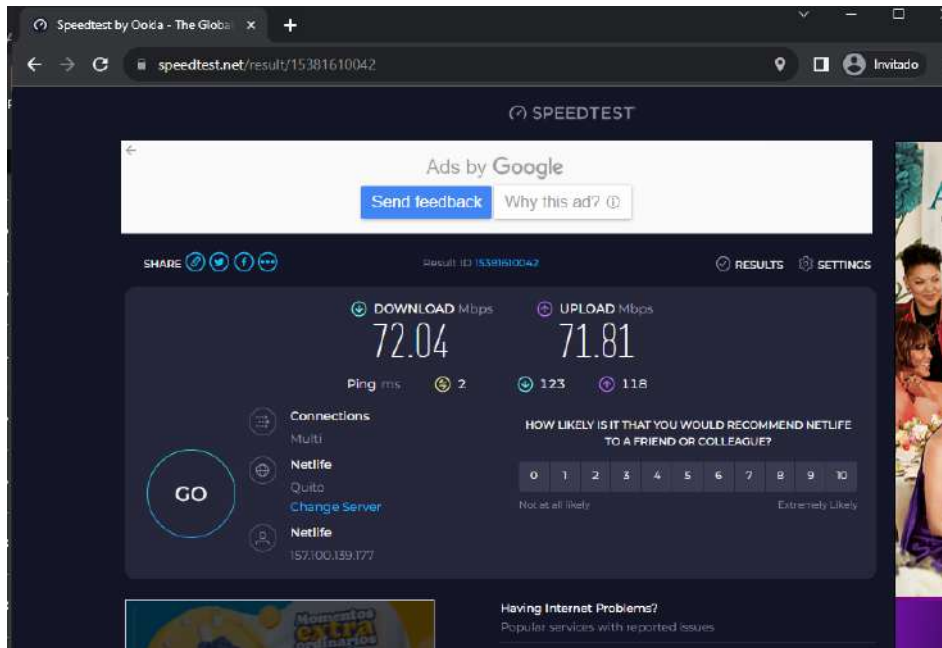 Speedtest by Ookla - The Global
speedtest.net/result/15381610042
Invitado
SPEEDTEST
Ads by Google
Send feedback
Why this ad?
SHARE
Result ID 15381610042
RESULTS
SETTINGS
DOWNLOAD Mbps
UPLOAD Mbps
72.04
71.81
Ping ms
2
123
118
Connections
Multi
Netlife
Quito
Change Server
Netlife
157.100.139.177
GO
HOW LIKELY IS IT THAT YOU WOULD RECOMMEND NETLIFE
TO A FRIEND OR COLLEAGUE?
0 1 2 3 4 5 6 7 8 9 10
Not at all likely
Extremely Likely
Momentos
extra
ordinarios
Having Internet Problems?
Popular services with reported issues